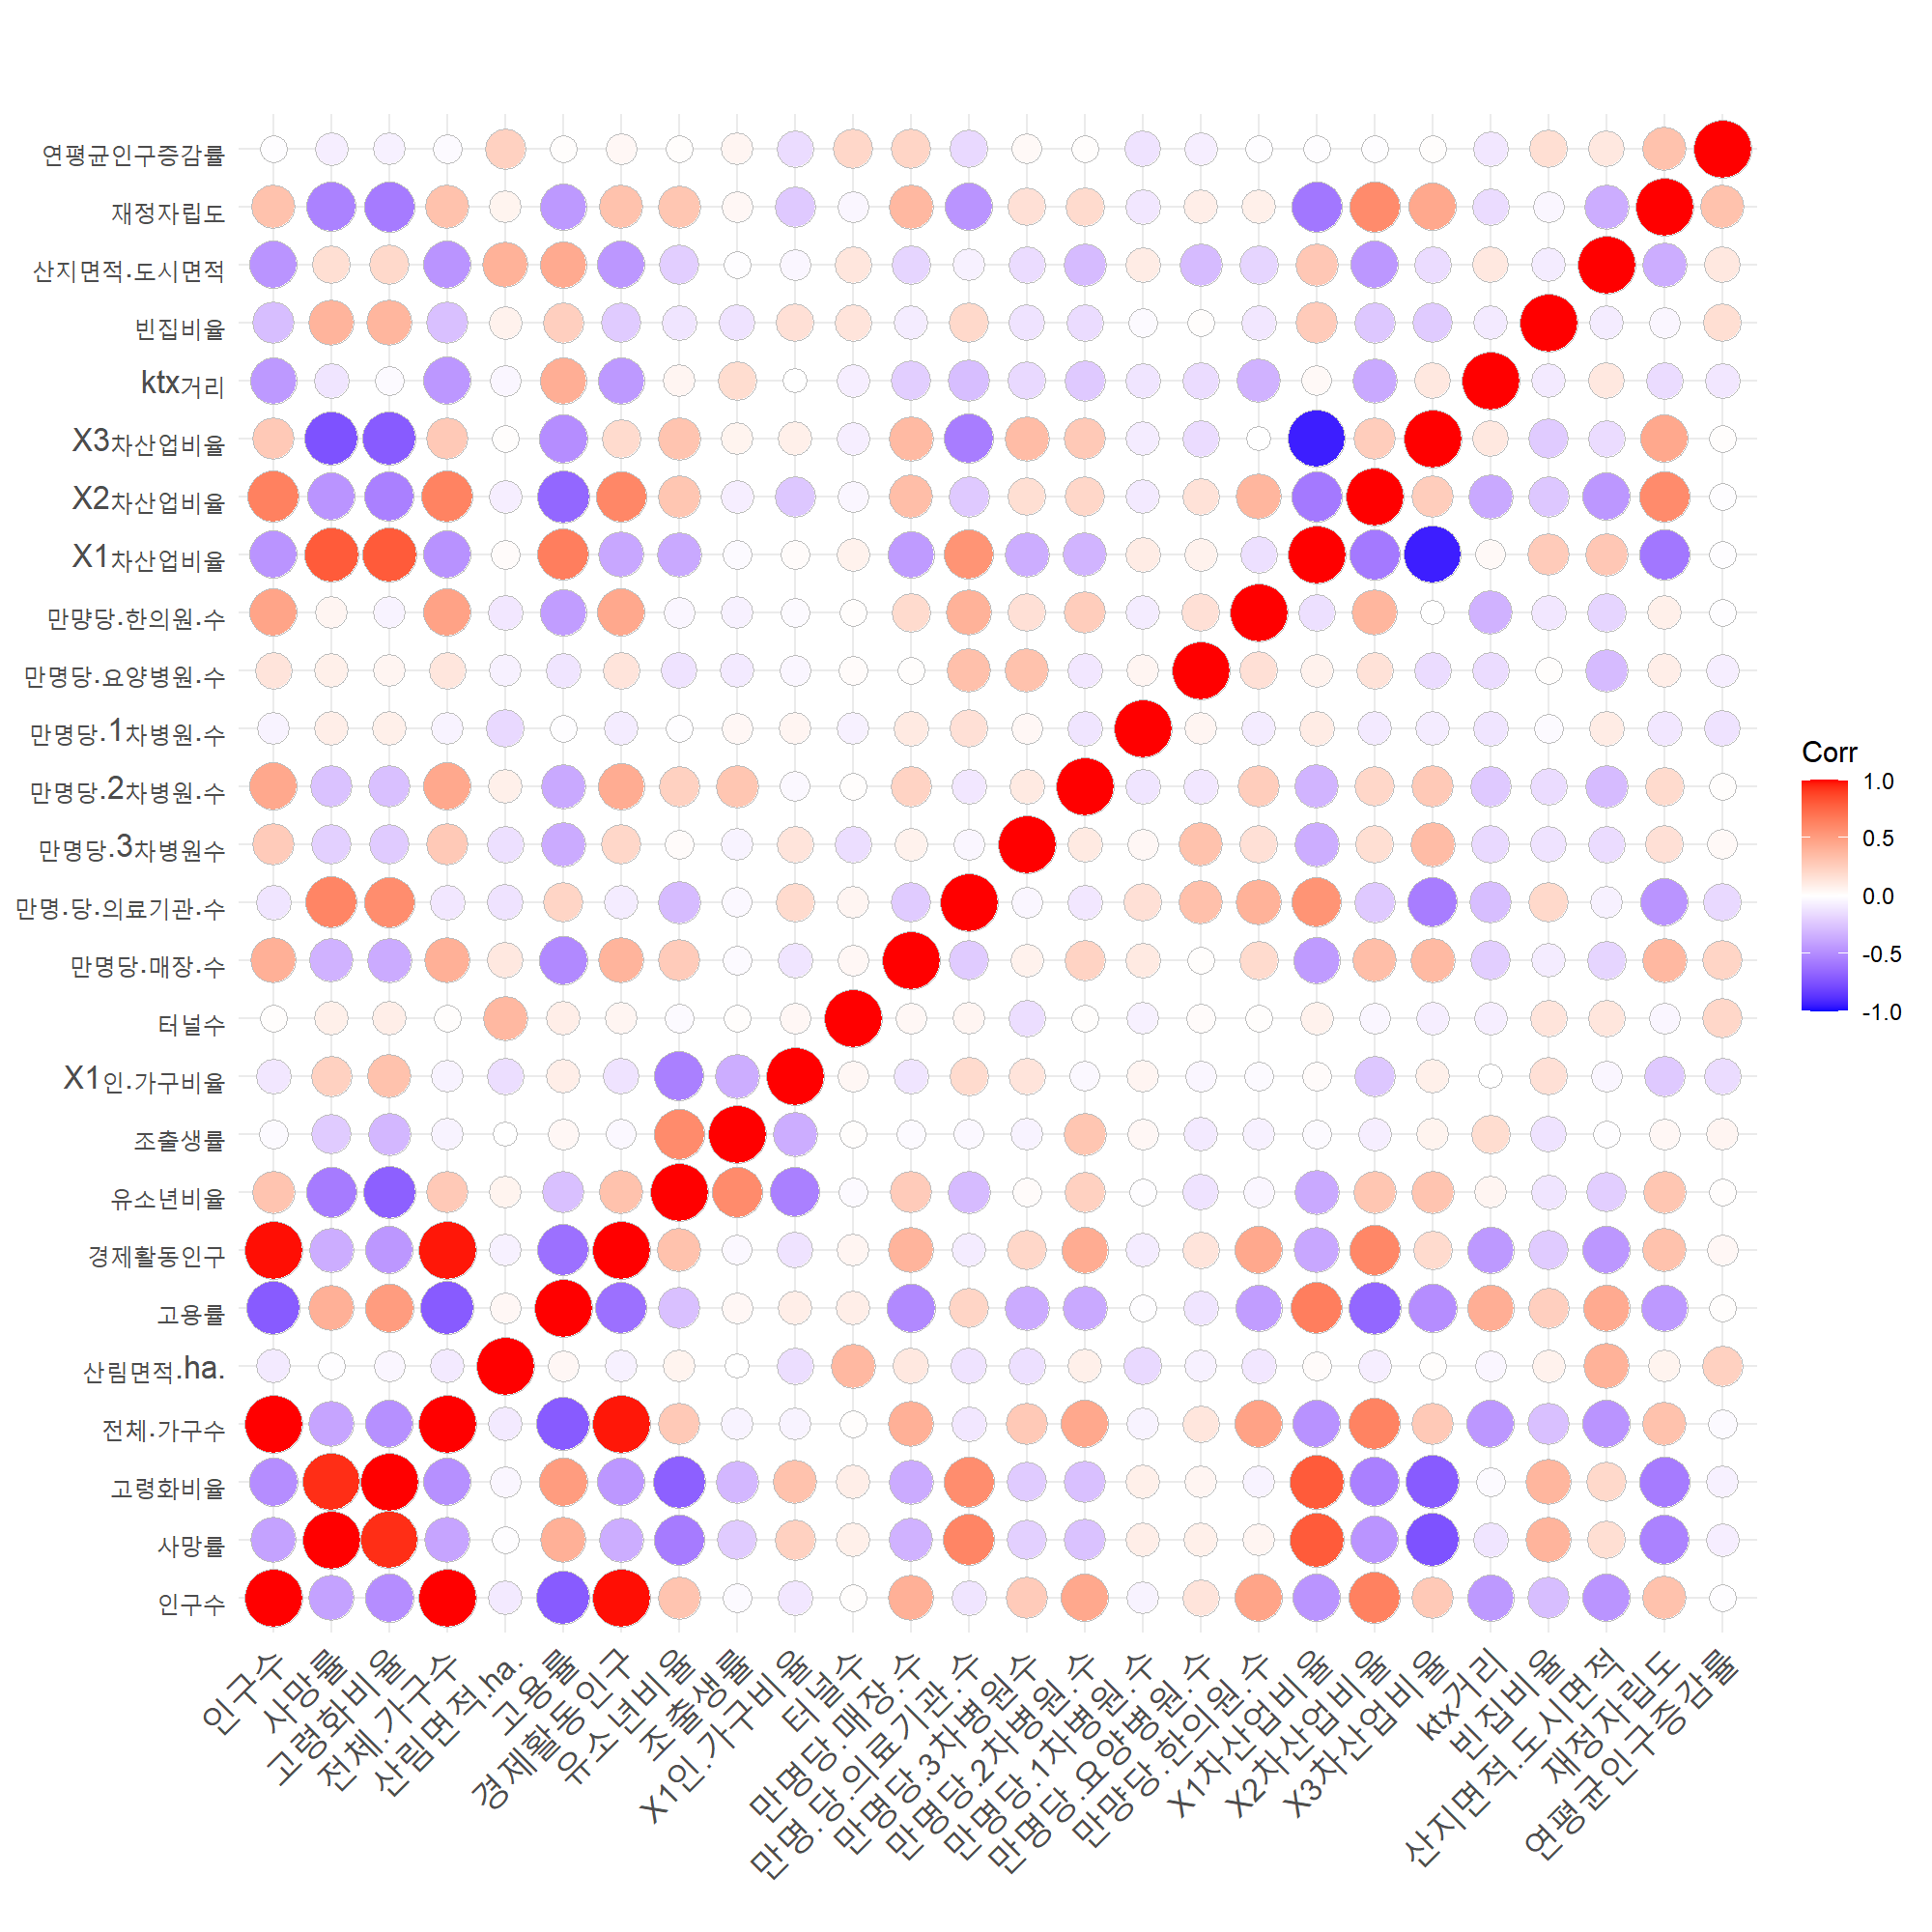 연평균인구증감률
재정자립도
산지면적.도시면적
빈집비율
ktx거리
X3차산업비율
X2차산업비율
X1차산업비율
만먕당.한의원.수
만명당.요양병원.수
만명당.1차병원.수
만명당.2차병원.수
만명당.3차병원수
만명.당.의료기관.수
만명당.매장.수
터널수
X1인.가구비율
조출생률
유소년비율
경제활동인구
고용률
산림면적.ha.
전체.가구수
고령화비율
사망률
인구수
인구수
사망률
고령화비율
전체.가구수
산림면적.ha.
고용률
경제활동인구
유소년비율
조출생률
X1인.가구비율
터널수
만명당.매장.수
만명.당.의료기관.수
만명당.3차병원수
만명당.2차병원.수
만명당.1차병원.수
만명당.요양병원.수
만먕당.한의원.수
X1차산업비율
X2차산업비율
X3차산업비율
ktx거리
빈집비율
산지면적.도시면적
재정자립도
연평균인구증감률
Corr
1.0
0.5
0.0
-0.5
-1.0